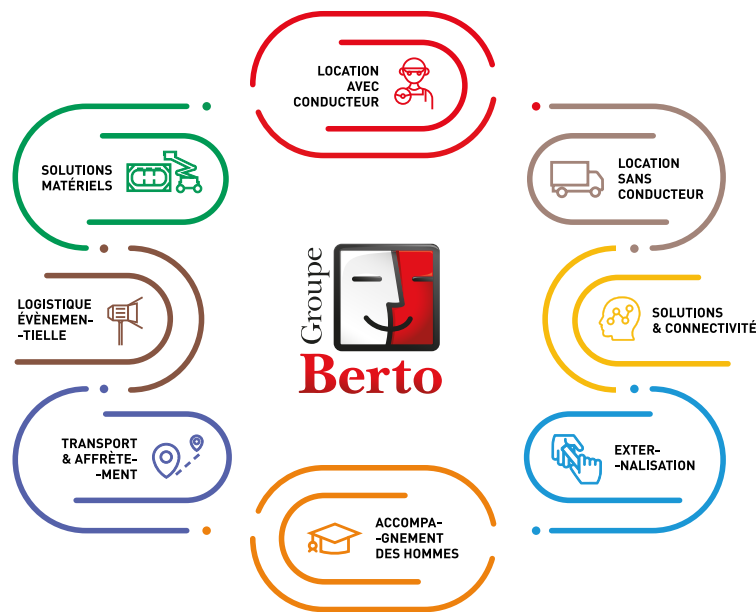 LOCATION
AVEC
CONDUCTEUR
SOLUTIONS
MATÉRIELS
LOCATION
SANS
CONDUCTEUR
LOGISTIQUE
ÉVÈNEMEN-
-TIELLE
Groupe
Berto
SOLUTIONS
& CONNECTIVITÉ
TRANSPORT
& AFFRÈTE-
-MENT
EXTER-
-NALISATION
ACCOMPA-
-GNEMENT
DES HOMMES